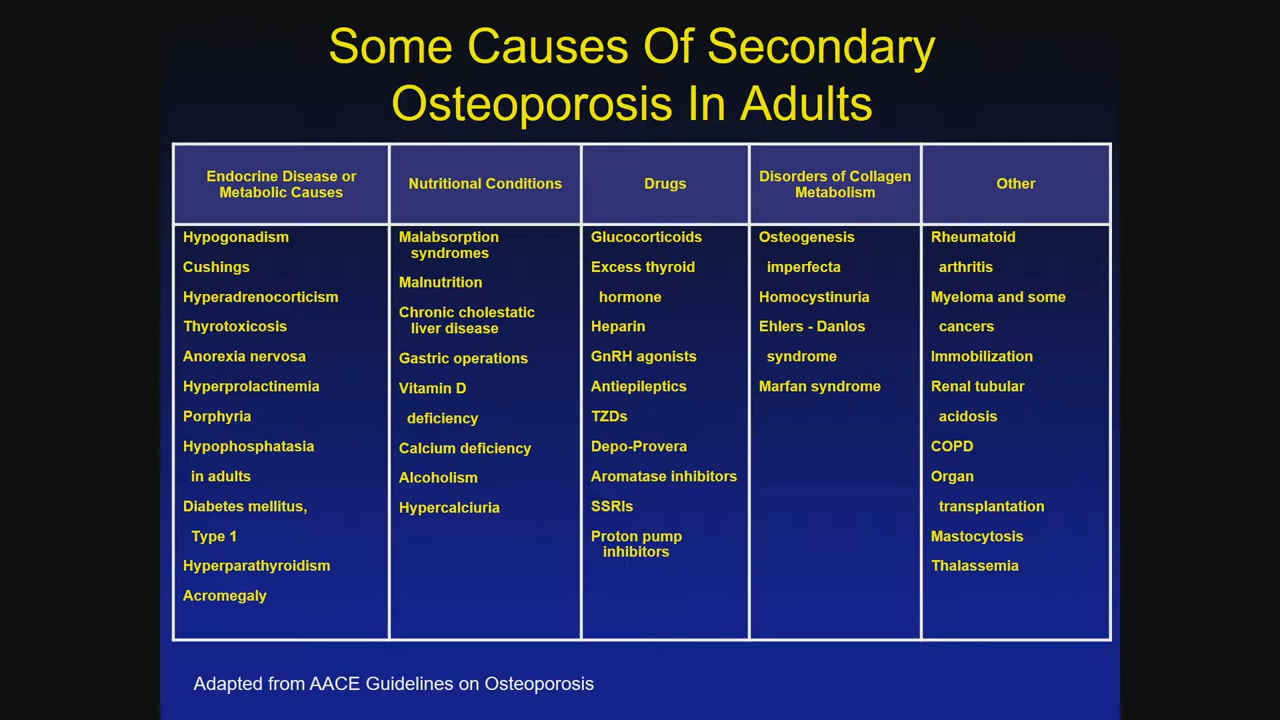 Some Causes Of Secondary
Osteoporosis In Adults
Endocrine Disease or
Metabolic Causes
Hypogonadism
Cushings
Hyperadrenocorticism
Thyrotoxicosis
Anorexia nervosa
Hyperprolactinemia
Porphyria
Hypophosphatasia
in adults
Diabetes mellitus,
Type 1
Hyperparathyroidism
Acromegaly
Nutritional Conditions
Malabsorption
syndromes
Malnutrition
Chronic cholestatic
liver disease
Gastric operations
Vitamin D
deficiency
Calcium deficiency
Alcoholism
Hypercalciuria
Drugs
Glucocorticoids
Excess thyroid
hormone
Heparin
GnRH agonists
Antiepileptics
TZDs
Depo-Provera
Aromatase inhibitors
SSRIs
Proton pump
inhibitors
Disorders of Collagen
Metabolism
Osteogenesis
imperfecta
Homocystinuria
Ehlers - Danlos
syndrome
Marfan syndrome
Other
Rheumatoid
arthritis
Myeloma and some
cancers
Immobilization
Renal tubular
acidosis
COPD
Organ
transplantation
Mastocytosis
Thalassemia
Adapted from AACE Guidelines on Osteoporosis